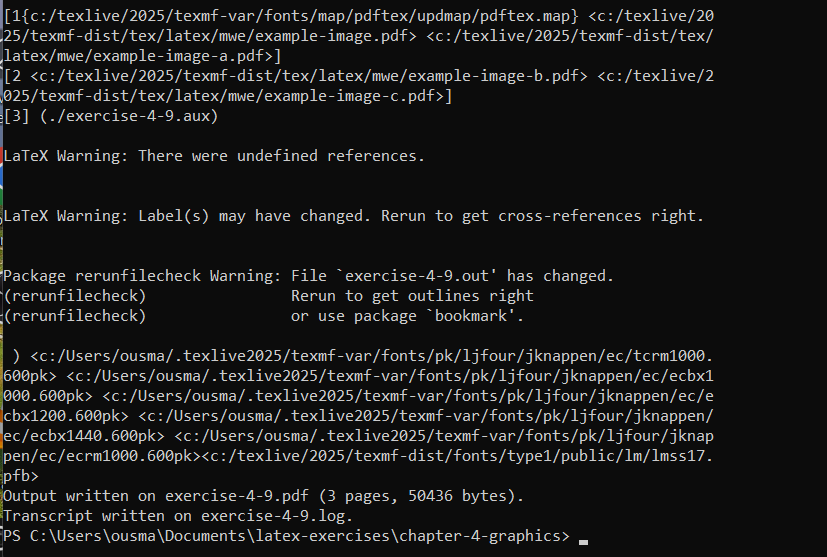 [1{c:/texlive/2025/texmf-var/fonts/map/pdftex/updmap/pdftex.map} <c:/texlive/20
25/texmf-dist/tex/latex/mwe/example-image.pdf> <c:/texlive/2025/texmf-dist/tex/
latex/mwe/example-image-a.pdf>]
[2 <c:/texlive/2025/texmf-dist/tex/latex/mwe/example-image-b.pdf> <c:/texlive/2
025/texmf-dist/tex/latex/mwe/example-image-c.pdf>]
[3] (./exercise-4-9.aux)
LaTeX Warning: There were undefined references.
LaTeX Warning: Label(s) may have changed. Rerun to get cross-references right.
Package rerunfilecheck Warning: File `exercise-4-9.out' has changed.
(rerunfilecheck)                Rerun to get outlines right
(rerunfilecheck)                or use package `bookmark'.
 ) <c:/Users/ousma/.texlive2025/texmf-var/fonts/pk/ljfour/jknappen/ec/tcrm1000.
600pk> <c:/Users/ousma/.texlive2025/texmf-var/fonts/pk/ljfour/jknappen/ec/ecbx1
000.600pk> <c:/Users/ousma/.texlive2025/texmf-var/fonts/pk/ljfour/jknappen/ec/e
cbx1200.600pk> <c:/Users/ousma/.texlive2025/texmf-var/fonts/pk/ljfour/jknappen/
ec/ecbx1440.600pk> <c:/Users/ousma/.texlive2025/texmf-var/fonts/pk/ljfour/jknap
pen/ec/ecrm1000.600pk><c:/texlive/2025/texmf-dist/fonts/type1/public/lm/lmss17.
pfb>
Output written on exercise-4-9.pdf (3 pages, 50436 bytes).
Transcript written on exercise-4-9.log.
PS C:\Users\ousma\Documents\latex-exercises\chapter-4-graphics>